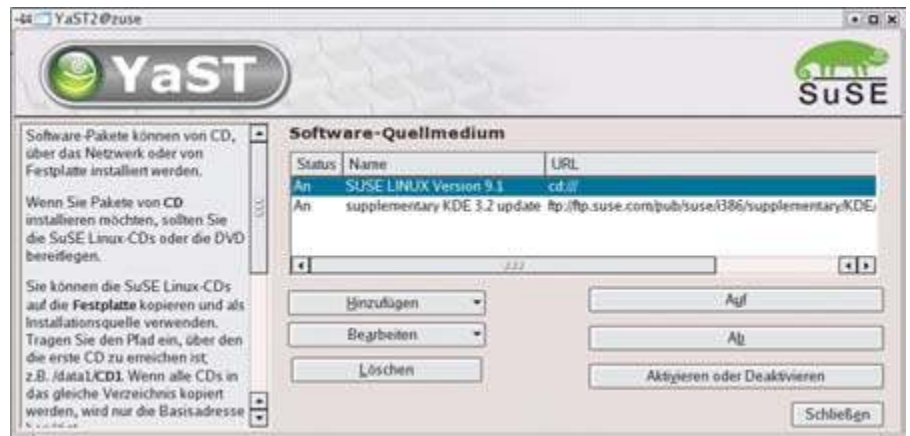 YaST2@zuse
YaST
SuSE
Software-Pakete können von CD,
über das Netzwerk oder von
Festplatte installiert werden.
Wenn Sie Pakete von CD
installieren möchten, sollten Sie
die SuSE Linux-CDs oder die DVD
bereitlegen.
Sie können die SuSE Linux-CDs
auf die Festplatte kopieren und als
Installationsquelle verwenden.
Tragen Sie den Pfad ein, über den
die erste CD zu erreichen ist,
z.B. /data1/CD1. Wenn alle CDs in
das gleiche Verzeichnis kopiert
werden, wird nur die Basisadresse
Software-Quellmedium
Status Name URL
An SUSE LINUX Version 9.1 cd:///
An supplementary KDE 3.2 update ftp://ftp.suse.com/pub/suse/i386/supplementary/KDE/
Hinzufügen
Auf
Bearbeiten
Ab
Löschen
Aktivieren oder Deaktivieren
Schließen